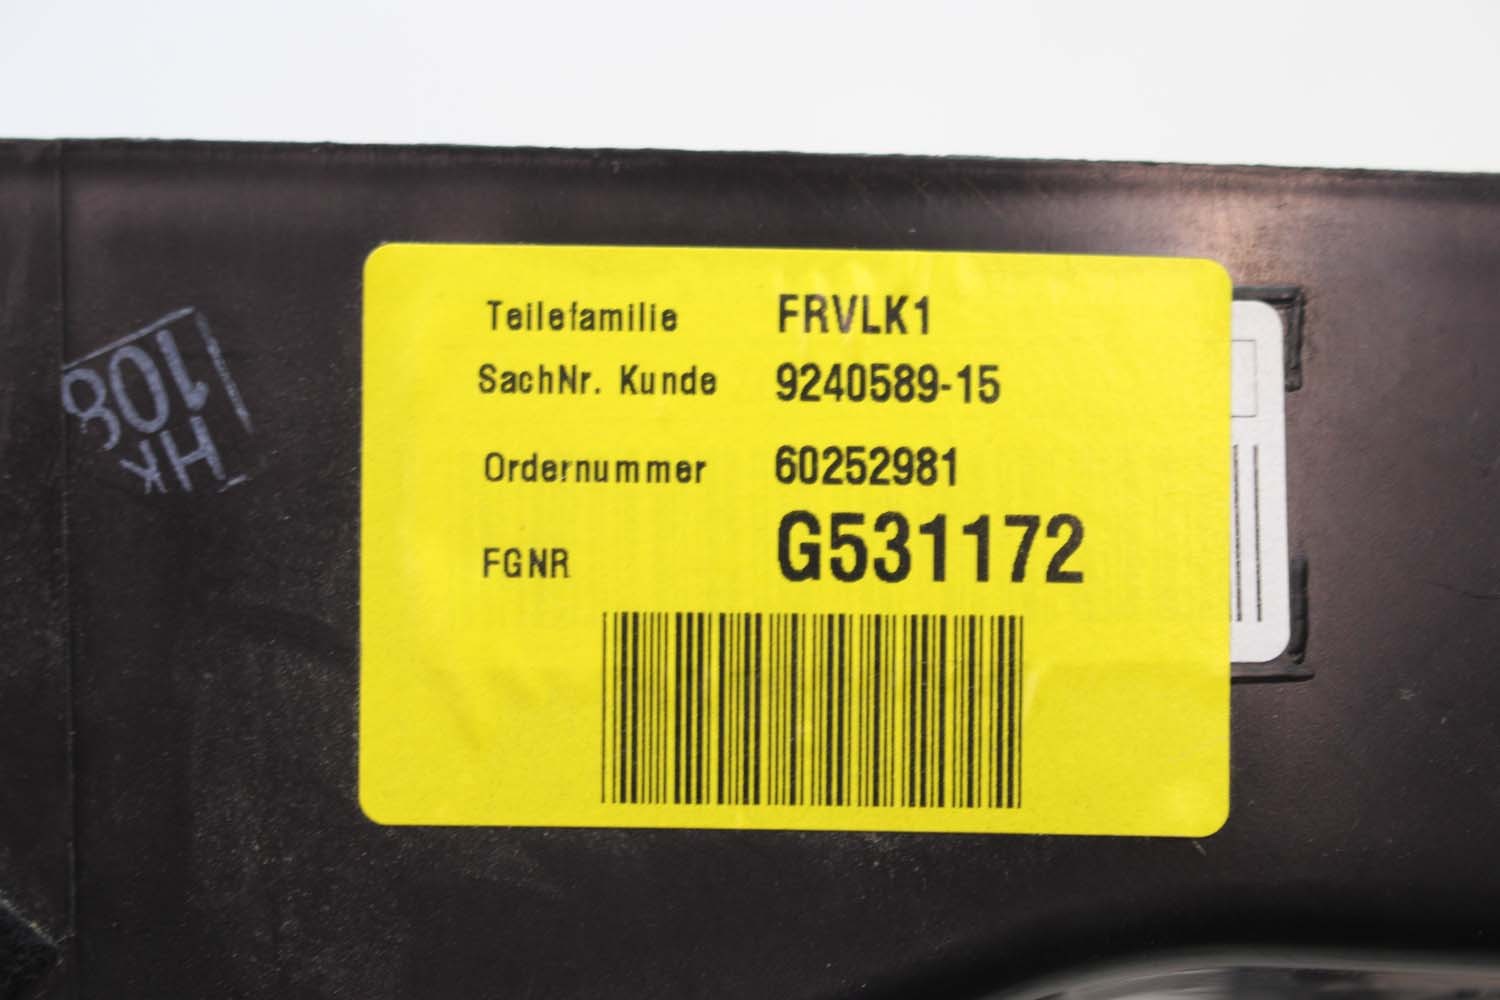 Teilefamilie FRVLK1
SachNr. Kunde 9240589-15
Ordernummer 60252981
FGNR G531172
108
HK